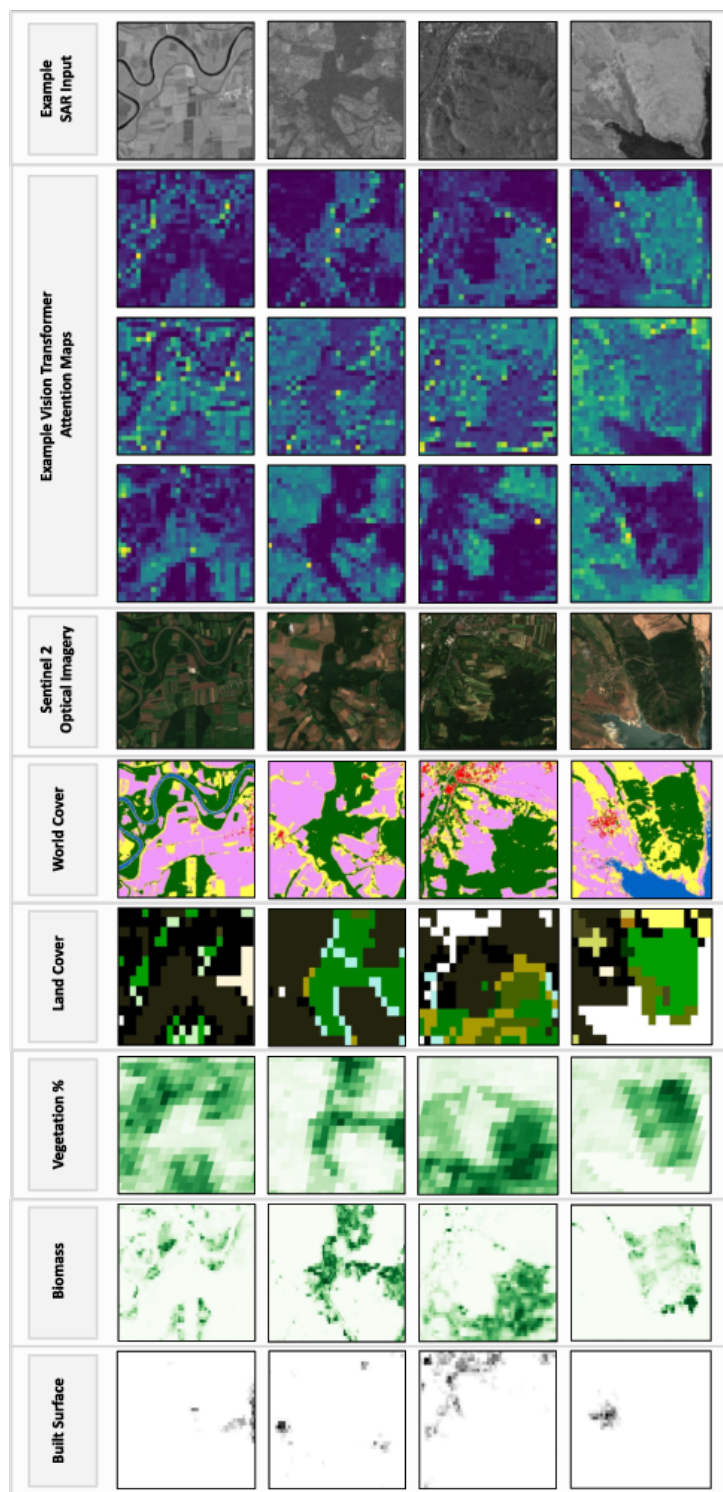 Example
SAR Input
Example Vision Transformer
Attention Maps
Sentinel 2
Optical Imagery
World Cover
Land Cover
Vegetation %
Biomass
Built Surface